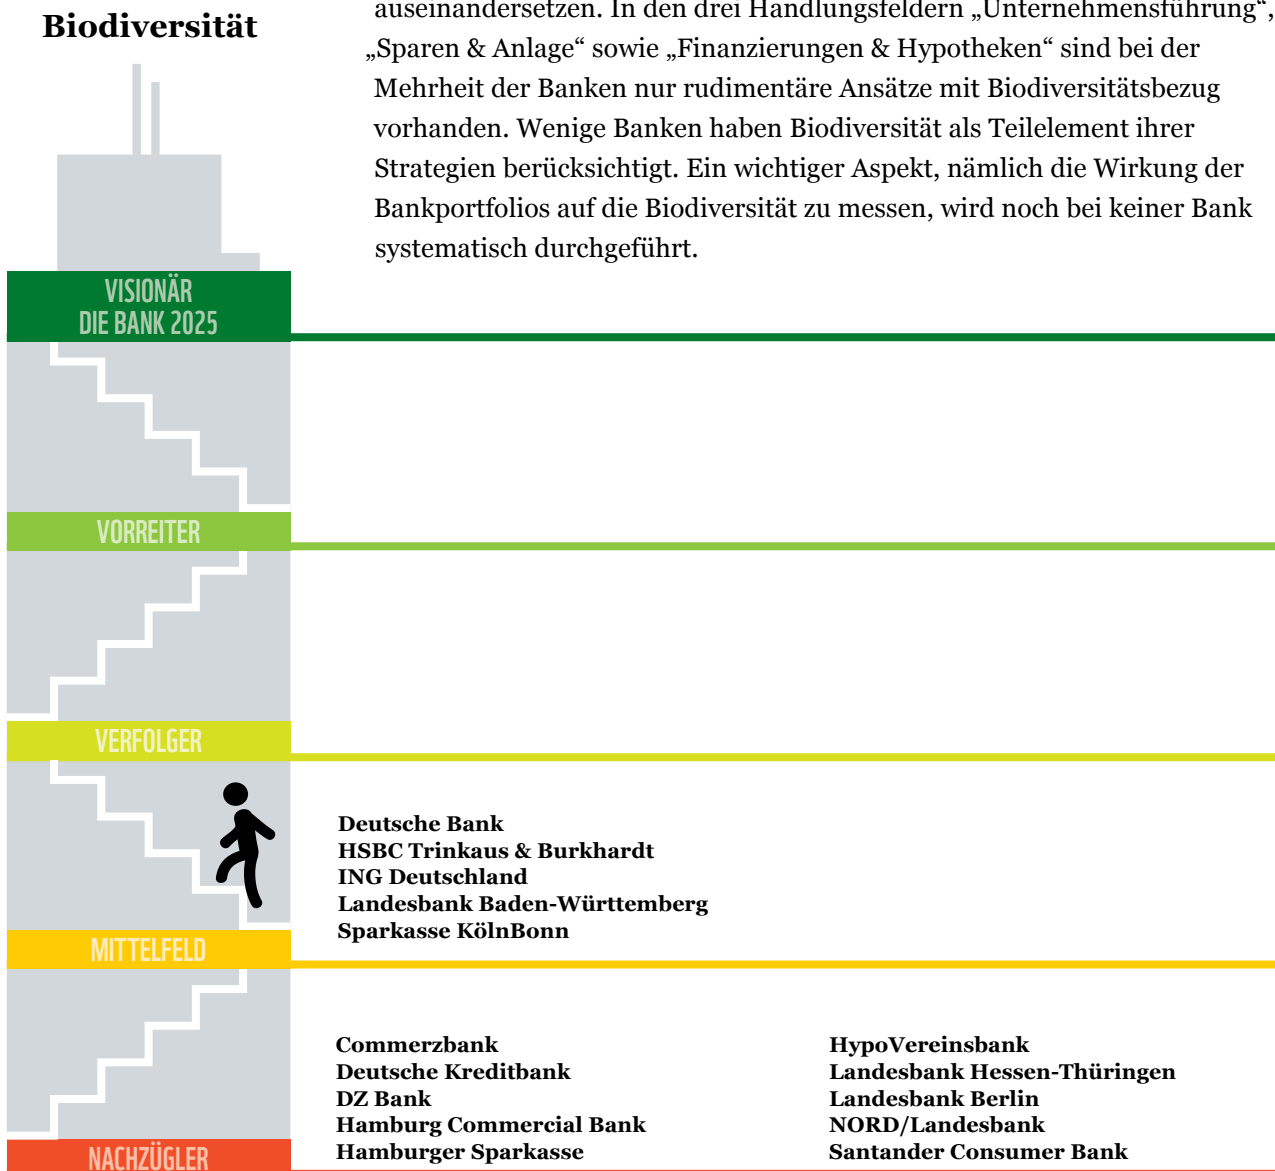 Biodiversität
auseinandersetzen. In den drei Handlungsfeldern „Unternehmensführung“,
„Sparen & Anlage“ sowie „Finanzierungen & Hypotheken“ sind bei der
Mehrheit der Banken nur rudimentäre Ansätze mit Biodiversitätsbezug
vorhanden. Wenige Banken haben Biodiversität als Teilelement ihrer
Strategien berücksichtigt. Ein wichtiger Aspekt, nämlich die Wirkung der
Bankportfolios auf die Biodiversität zu messen, wird noch bei keiner Bank
systematisch durchgeführt.
VISIONÄR
DIE BANK 2025
VORREITER
VERFOLGER
Deutsche Bank
HSBC Trinkaus & Burkhardt
ING Deutschland
Landesbank Baden-Württemberg
Sparkasse KölnBonn
MITTELFELD
Commerzbank
Deutsche Kreditbank
DZ Bank
Hamburg Commercial Bank
Hamburger Sparkasse
HypoVereinsbank
Landesbank Hessen-Thüringen
Landesbank Berlin
NORD/Landesbank
Santander Consumer Bank
NACHZÜGLER